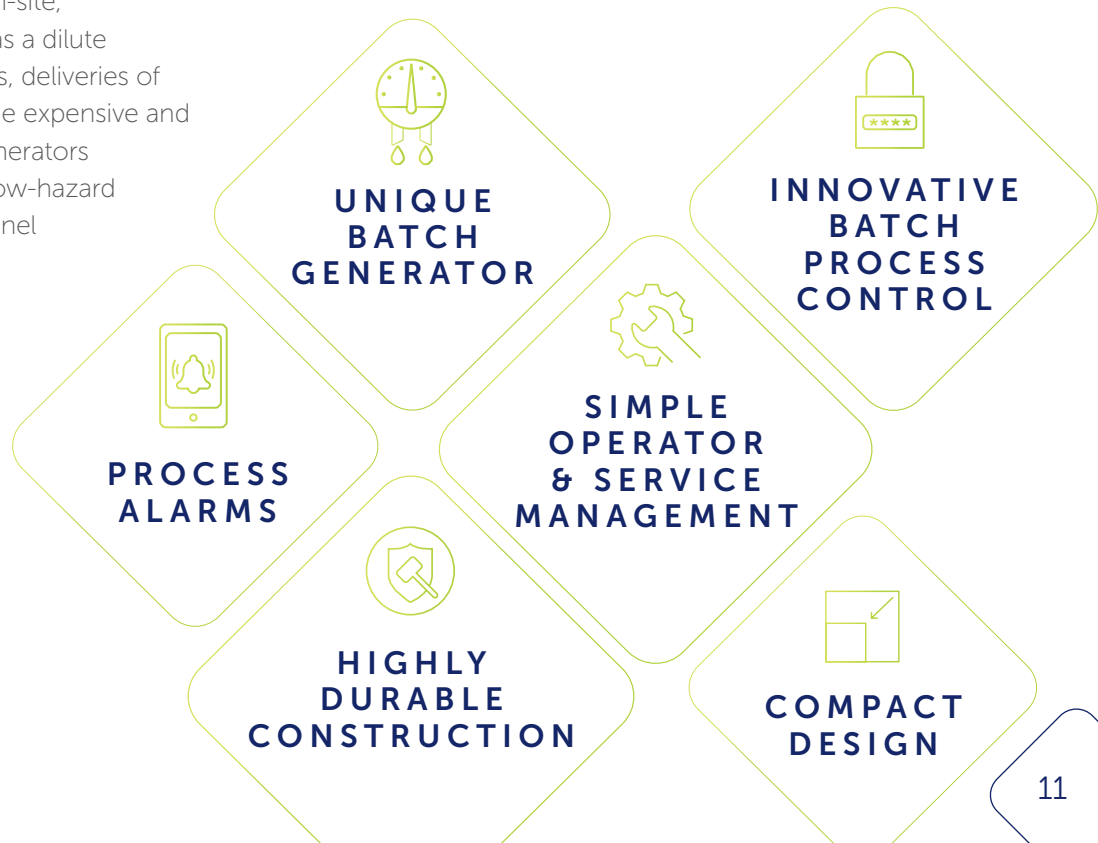 -site,
as a dilute
s, deliveries of
e expensive and
nerators
ow-hazard
nel
UNIQUE
BATCH
GENERATOR
INNOVATIVE
BATCH
PROCESS
CONTROL
****
PROCESS
ALARMS
SIMPLE
OPERATOR
& SERVICE
MANAGEMENT
HIGHLY
DURABLE
CONSTRUCTION
COMPACT
DESIGN
11